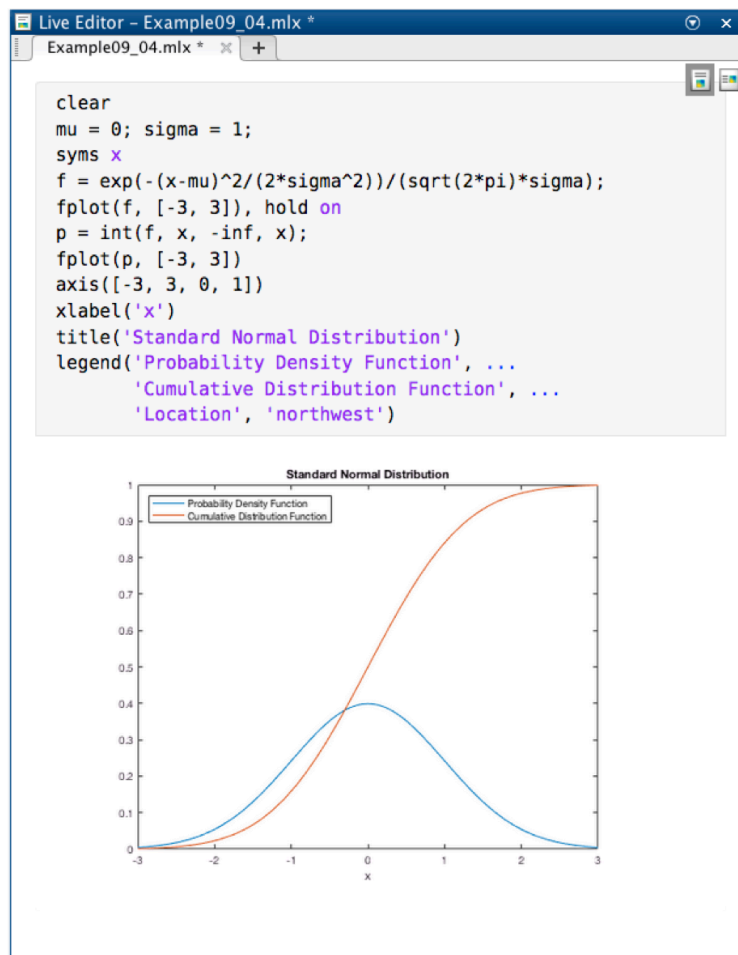 Live Editor – Example09_04.mlx *
Example09_04.mlx *
clear
mu = 0; sigma = 1;
syms x
f = exp(-(x-mu)^2/(2*sigma^2))/(sqrt(2*pi)*sigma);
fplot(f, [-3, 3]), hold on
p = int(f, x, -inf, x);
fplot(p, [-3, 3])
axis([-3, 3, 0, 1])
xlabel('x')
title('Standard Normal Distribution')
legend('Probability Density Function', ...
'Cumulative Distribution Function', ...
'Location', 'northwest')
Standard Normal Distribution
Probability Density Function
Cumulative Distribution Function
1
0.9
0.8
0.7
0.6
0.5
0.4
0.3
0.2
0.1
0
-3 -2 -1 0 1 2 3
x